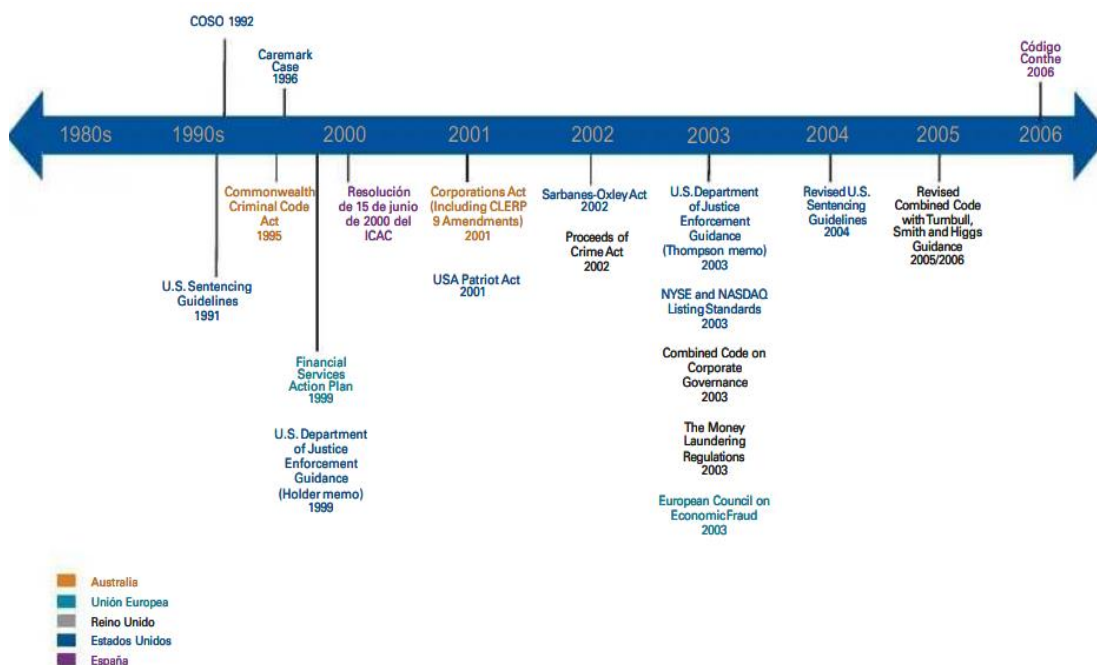 COSO 1992
Caremark
Case
1996
Código
Conthe
2006
1980s
1990s
2000
2001
2002
2003
2004
2005
2006
Commonwealth
Criminal Code
Act
1995
Resolución
de 15 de junio
de 2000 del
ICAC
Corporations Act
(Including CLERP
9 Amendments)
2001
Sarbanes-Oxley Act
2002
U.S. Department
of Justice
Enforcement
Guidance
(Thompson memo)
2003
Revised U.S.
Sentencing
Guidelines
2004
Revised
Combined Code
with Turnbull,
Smith and Higgs
Guidance
2005/2006
Proceeds of
Crime Act
2002
USA Patriot Act
2001
U.S. Sentencing
Guidelines
1991
NYSE and NASDAQ
Listing Standards
2003
Financial
Services
Action Plan
1999
Combined Code on
Corporate
Governance
2003
U.S. Department
of Justice
Enforcement
Guidance
(Holder memo)
1999
The Money
Laundering
Regulations
2003
European Council on
Economic Fraud
2003
Australia
Unión Europea
Reino Unido
Estados Unidos
España